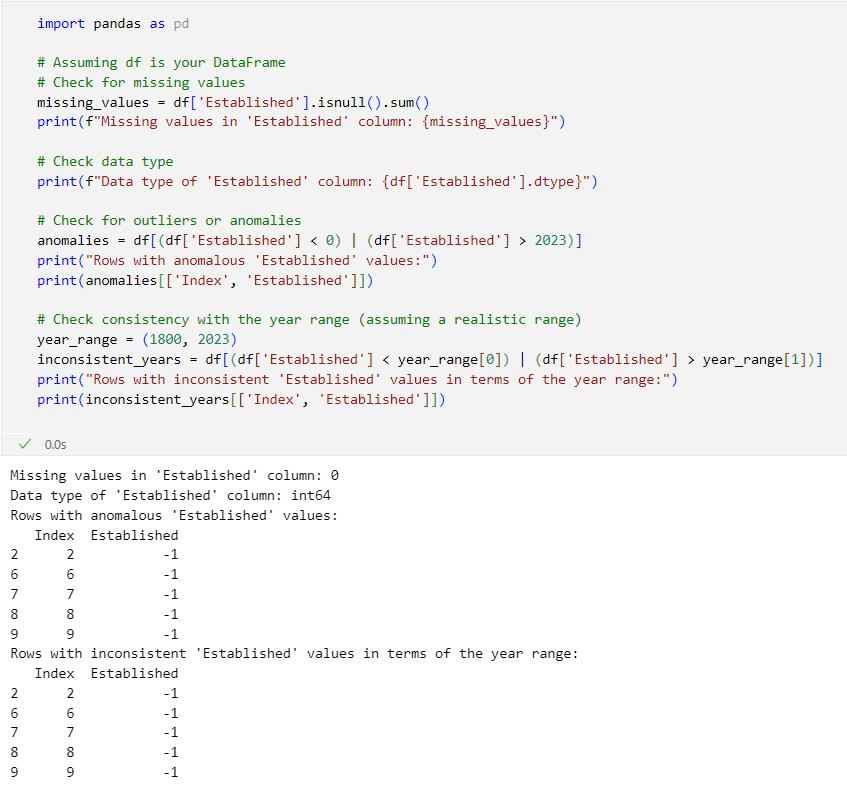 import pandas as pd
# Assuming df is your DataFrame
# Check for missing values
missing_values = df['Established'].isnull().sum()
print(f"Missing values in 'Established' column: {missing_values}")
# Check data type
print(f"Data type of 'Established' column: {df['Established'].dtype}")
# Check for outliers or anomalies
anomalies = df[(df['Established'] < 0) | (df['Established'] > 2023)]
print("Rows with anomalous 'Established' values:")
print(anomalies[['Index', 'Established']])
# Check consistency with the year range (assuming a realistic range)
year_range = (1800, 2023)
inconsistent_years = df[(df['Established'] < year_range[0]) | (df['Established'] > year_range[1])]
print("Rows with inconsistent 'Established' values in terms of the year range:")
print(inconsistent_years[['Index', 'Established']])
0.0s
Missing values in 'Established' column: 0
Data type of 'Established' column: int64
Rows with anomalous 'Established' values:
Index Established
2 2 -1
6 6 -1
7 7 -1
8 8 -1
9 9 -1
Rows with inconsistent 'Established' values in terms of the year range:
Index Established
2 2 -1
6 6 -1
7 7 -1
8 8 -1
9 9 -1